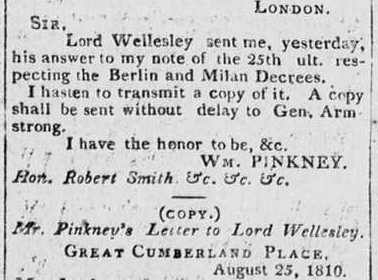 LONDON.
SIR,
Lord Wellesley sent me, yesterday,
his answer to my note of the 25th ult. res-
pecting the Berlin and Milan Decrees.
I hasten to transmit a copy of it. A copy
shall be sent without delay to Gen. Arm
strong.
I have the honor to be, &c.
WM. PINKNEY.
Hon. Robert Smith. &c. &c. &c.
(COPY.)
Mr. Pinkney's Letter to Lord Wellesley.
GREAT CUMBERLAND PLACE,
August 25, 1810.